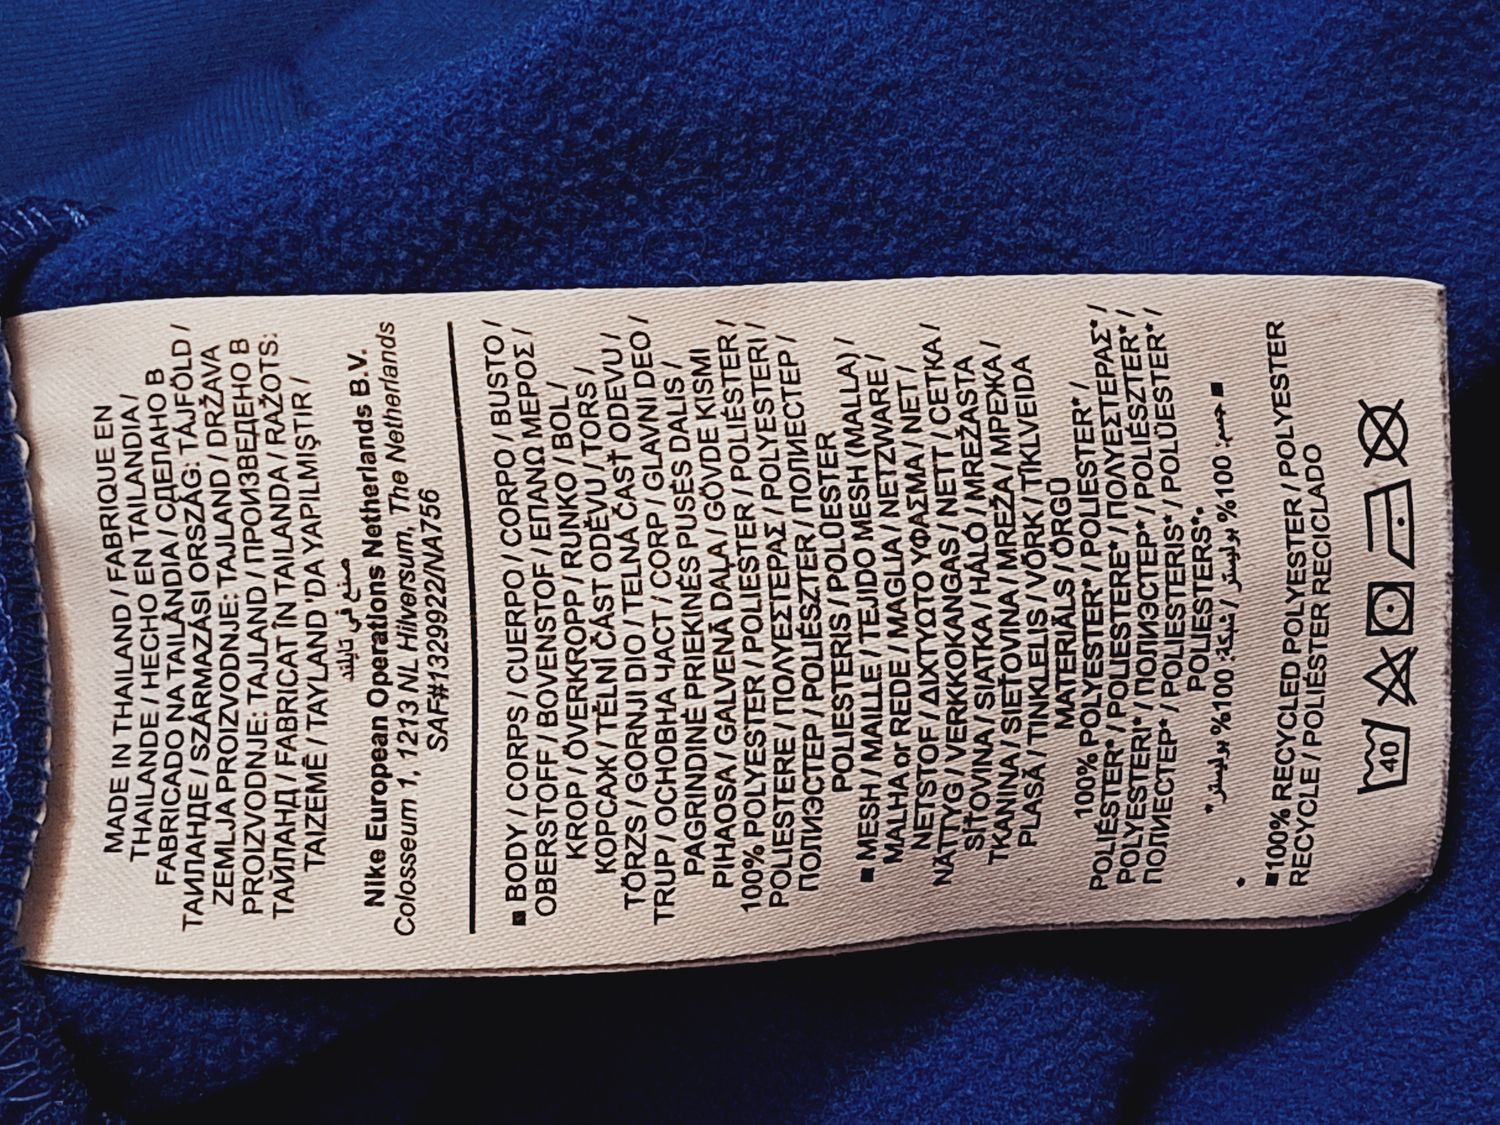 MADE IN THAILAND / FABRIQUE EN
THAILANDE / HECHO EN TAILANDIA /
FABRICADO NA TAILÂNDIA / СДЕЛАНО В
ТАИЛАНДЕ / SZÁRMAZÁSI ORSZÁG: TÁJFÖLD /
ZEMLJA PROIZVODNJE: TAJLAND / DRŽAVA
PROIZVODNJE: TAJLAND / ПРОИЗВЕДЕНО В
ТАЙЛАНД / FABRICAT ÎN TAILANDA / RAŽOTS:
TAIZEMĒ / TAYLAND'DA YAPILMIŞTIR /
صنع في تايلند
Nike European Operations Netherlands B.V.
Colosseum 1, 1213 NL Hilversum, The Netherlands
SAF#1329922/NA756
■ BODY / CORPS / CUERPO / CORPO / BUSTO /
OBERSTOFF / BOVENSTOF / ΕΠΑΝΩ ΜΕΡΟΣ /
KROP / ÖVERKROPP / RUNKO / BOL /
КОРСАЖ / TĚLNÍ ČÁST ODĚVU / TORS /
TÖRZS / GORNJI DIO / TELNÁ ČASŤ ODEVU /
TRUP / ОСНОВНА ЧАСТ / CORP / GLAVNI DEO /
PAGRINDINĖ PRIEKINĖS PUSĖS DALIS /
PIHAOSA / GALVENĀ DAĻA / GÖVDE KISMI
100% POLYESTER / POLIESTER / POLIÉSTER /
POLIESTERE / ΠΟΛΥΕΣΤΕΡΑΣ / POLYESTERI /
ПОЛИЭСТЕР / POLIÉSZTER / ПОЛИЕСТЕР /
POLIESTERIS / POLÜESTER
■ MESH / MAILLE / TEJIDO MESH (MALLA) /
MALHA or REDE / MAGLIA / NETZWARE /
NETSTOF / ΔΙΧΤΥΩΤΟ ΥΦΑΣΜΑ / NET /
NÄTTYG / VERKKOKANGAS / NETT / СЕТКА /
SÍŤOVINA / SIATKA / HÁLÓ / MREŽASTA
TKANINA / SIEŤOVINA / MREŽA / МРЕЖА /
PLASĂ / TINKLELIS / VÕRK / TĪKLVEIDA
MATERIĀLS / ÖRGÜ
100% POLYESTER* / POLIESTER* /
POLIÉSTER* / POLIESTERE* / ΠΟΛΥΕΣΤΕΡΑΣ* /
POLYESTERI* / ПОЛИЭСТЕР* / POLIÉSZTER* /
ПОЛИЕСТЕР* / POLIESTERIS* / POLÜESTER* /
POLIESTERS*
■ جسم: 100% بوليستر / شبكة: 100% بوليستر*
*
■100% RECYCLED POLYESTER / POLYESTER
RECYCLE / POLIÉSTER RECICLADO
40